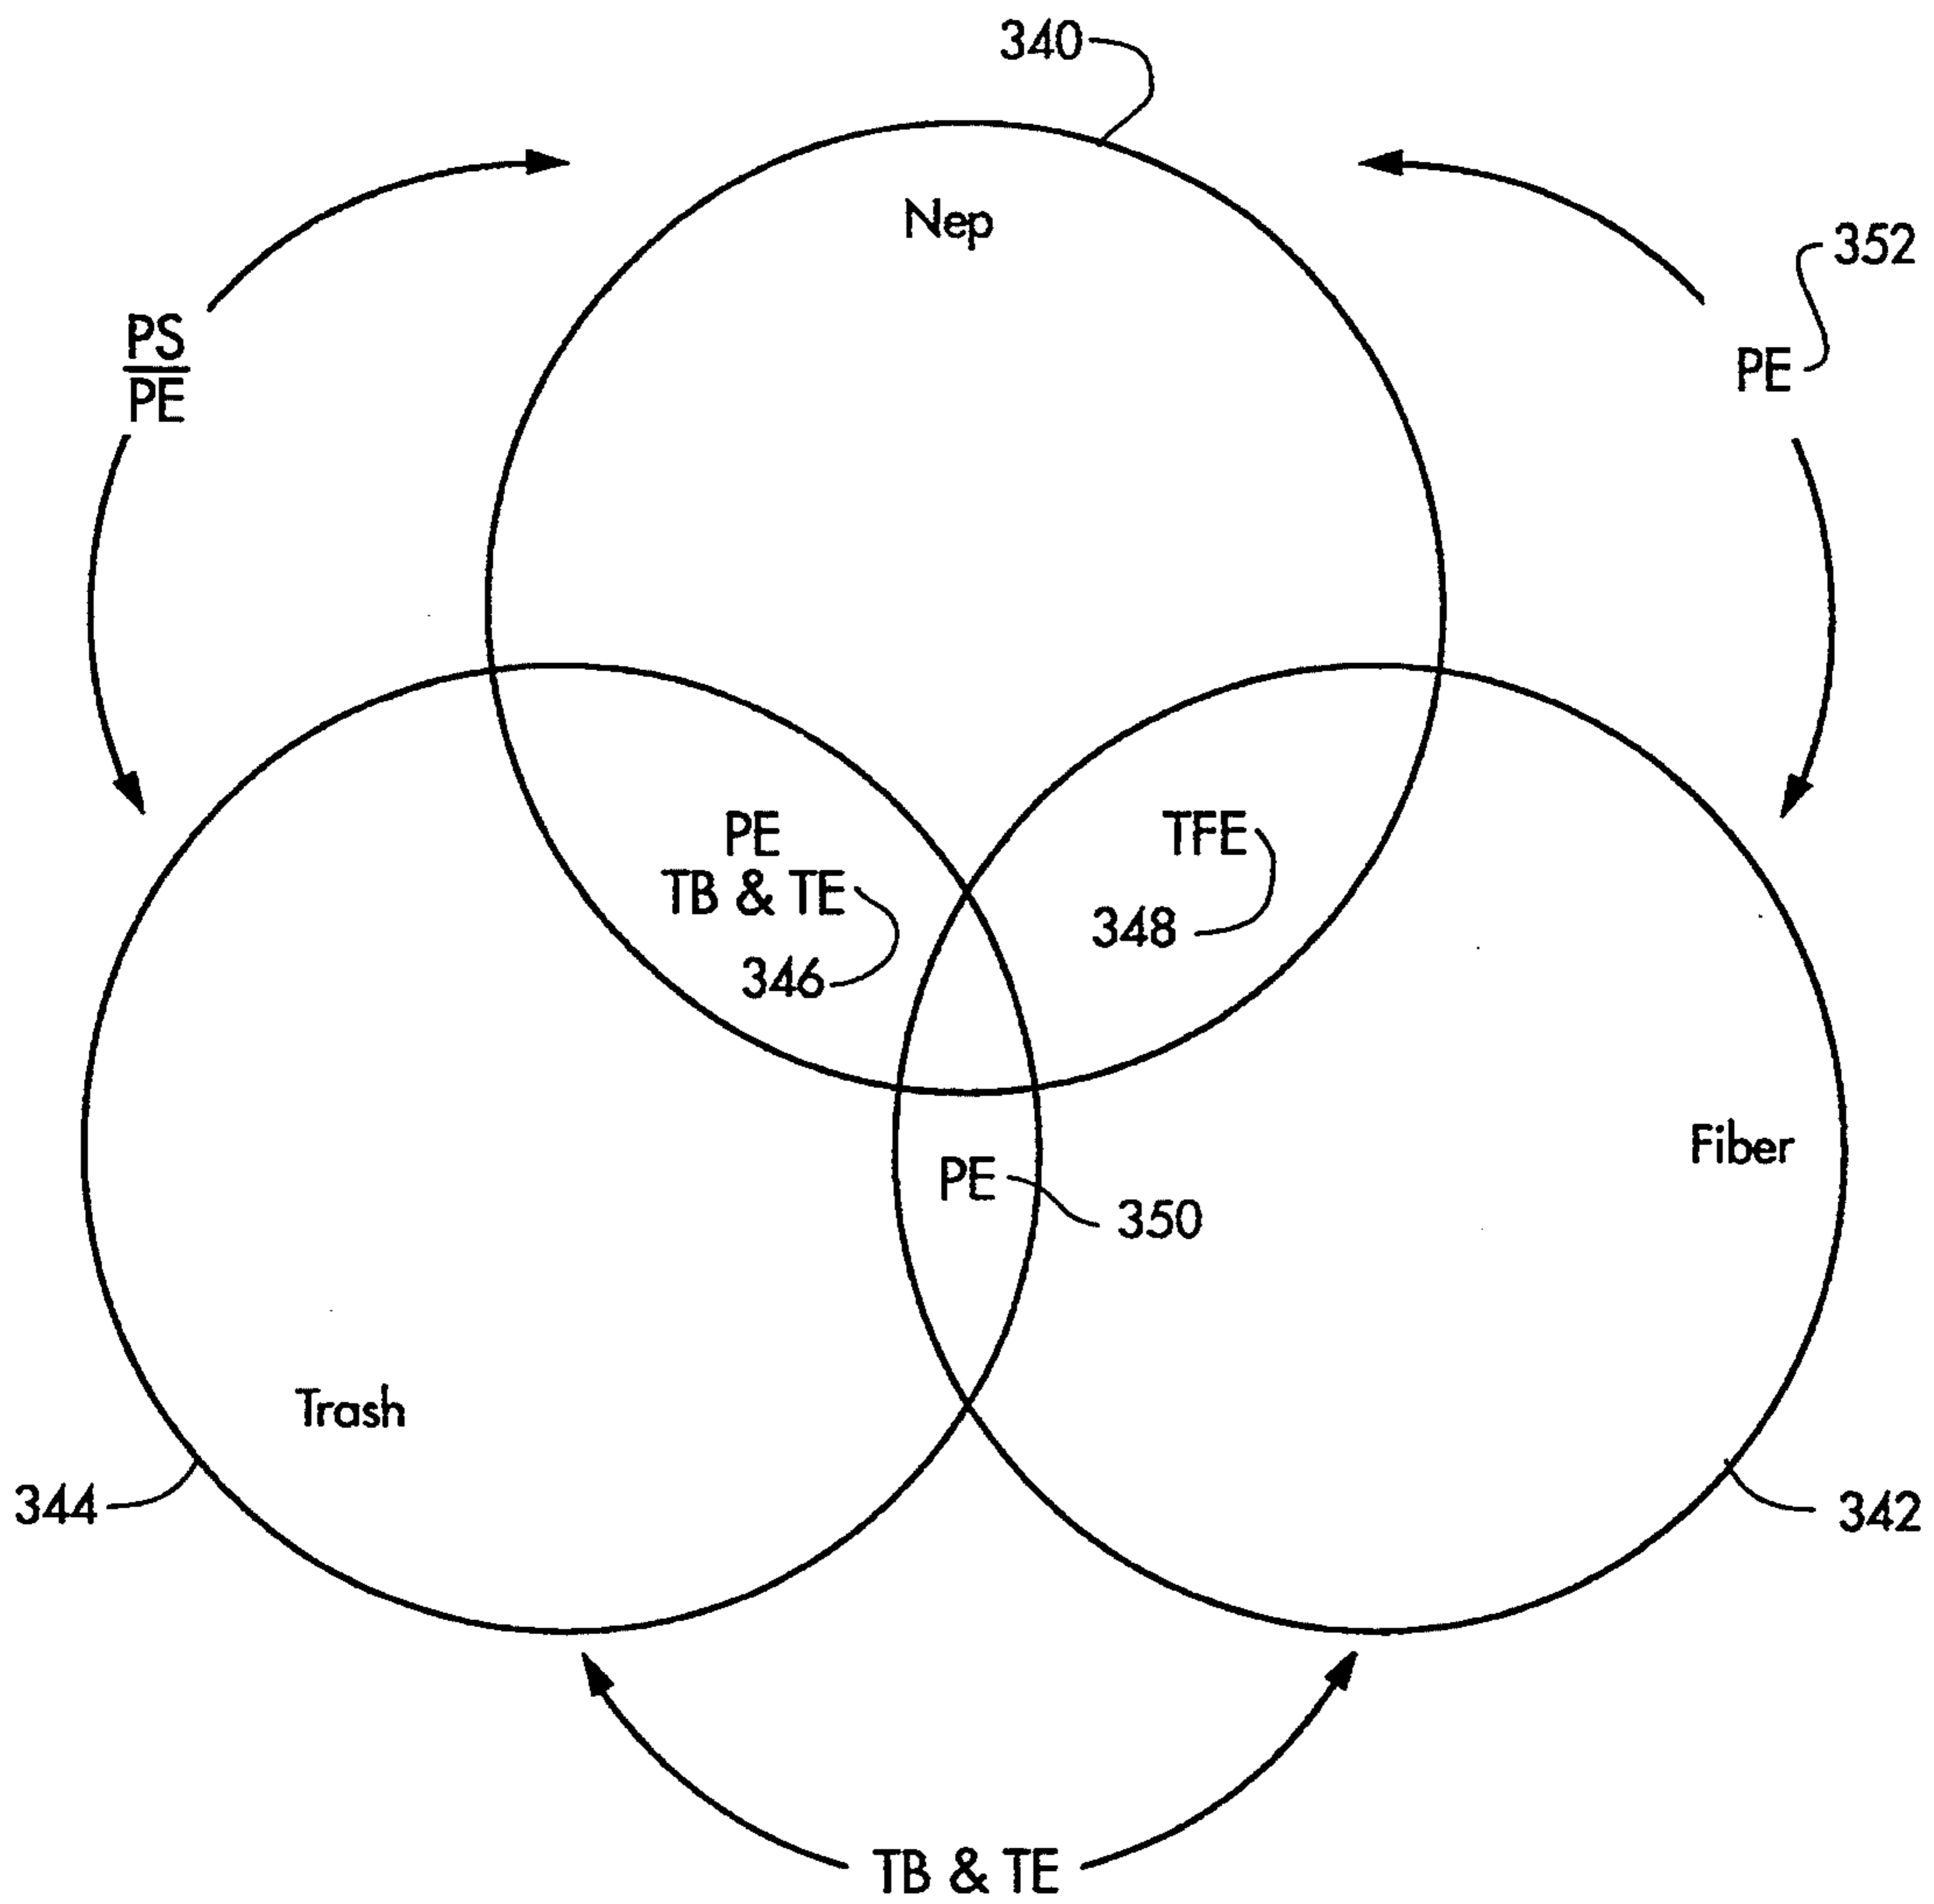 340
Nep
352
PS
PE
PE
PE
TB & TE
346
TFE
348
Fiber
PE
350
Trash
344
342
TB & TE